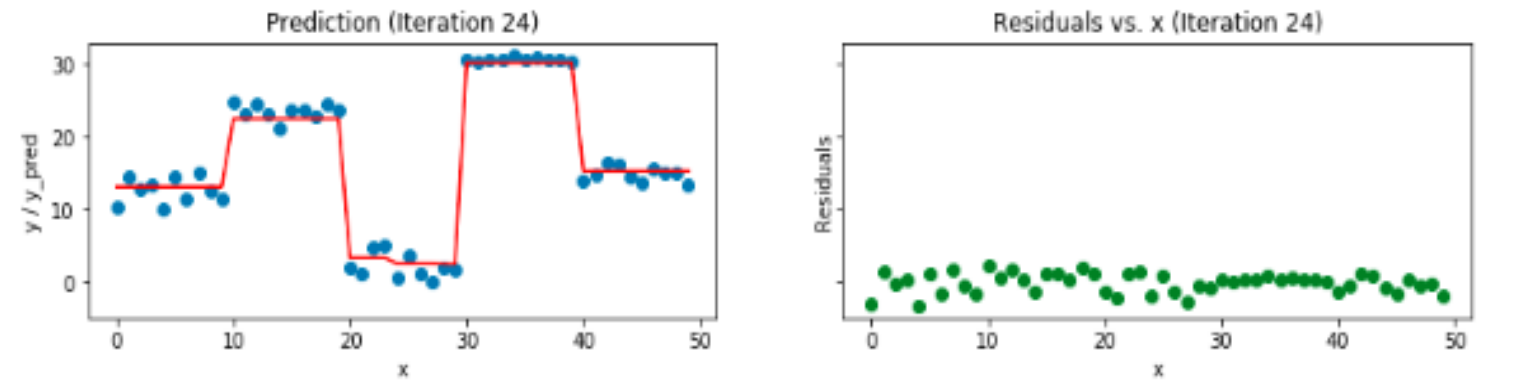 Prediction (Iteration 24)
y / y_pred
30
20
10
0
0 10 20 30 40 50
x
Residuals vs. x (Iteration 24)
Residuals
0 10 20 30 40 50
x